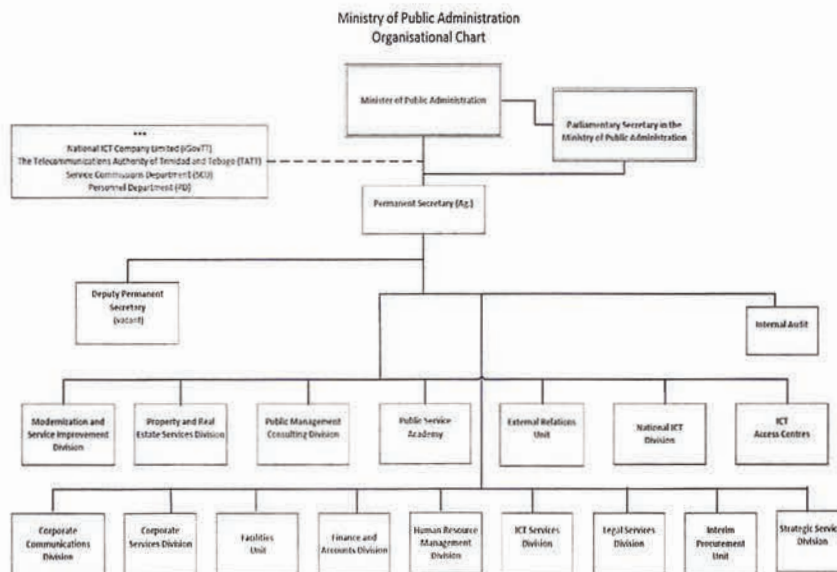 Ministry of Public Administration
Organisational Chart
Minister of Public Administration
Parliamentary Secretary in the
Ministry of Public Administration
***
National ICT Company Limited (iGovTT)
The Telecommunications Authority of Trinidad and Tobago (TATT)
Service Commissions Department (SCD)
Personnel Department (PD)
Permanent Secretary (Ag.)
Deputy Permanent
Secretary
(vacant)
Internal Audit
Modernization and
Service Improvement
Division
Property and Real
Estate Services Division
Public Management
Consulting Division
Public Service
Academy
External Relations
Unit
National ICT
Division
ICT
Access Centres
Corporate
Communications
Division
Corporate
Services Division
Facilities
Unit
Finance and
Accounts Division
Human Resource
Management
Division
ICT Services
Division
Legal Services
Division
Interim
Procurement
Unit
Strategic Service
Division